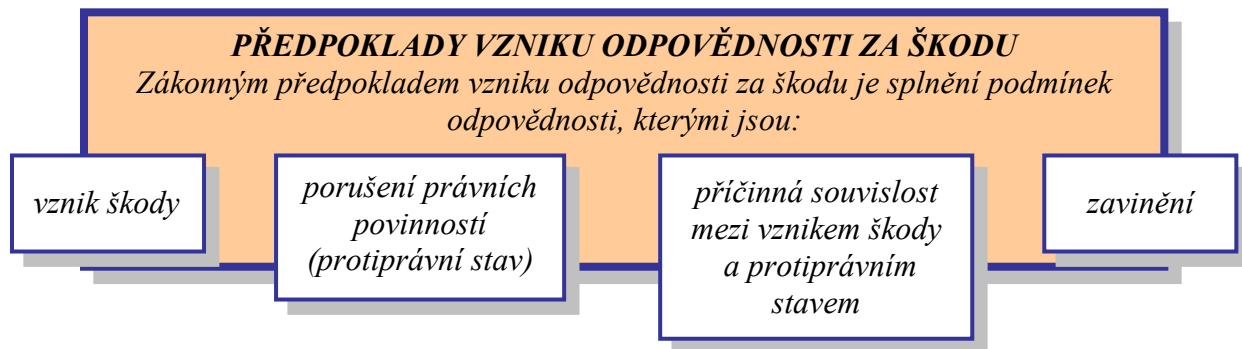 PŘEDPOKLADY VZNIKU ODPOVĚDNOSTI ZA ŠKODU
Zákonným předpokladem vzniku odpovědnosti za škodu je splnění podmínek
odpovědnosti, kterými jsou:
vznik škody
porušení právních
povinností
(protiprávní stav)
příčinná souvislost
mezi vznikem škody
a protiprávním
stavem
zavinění